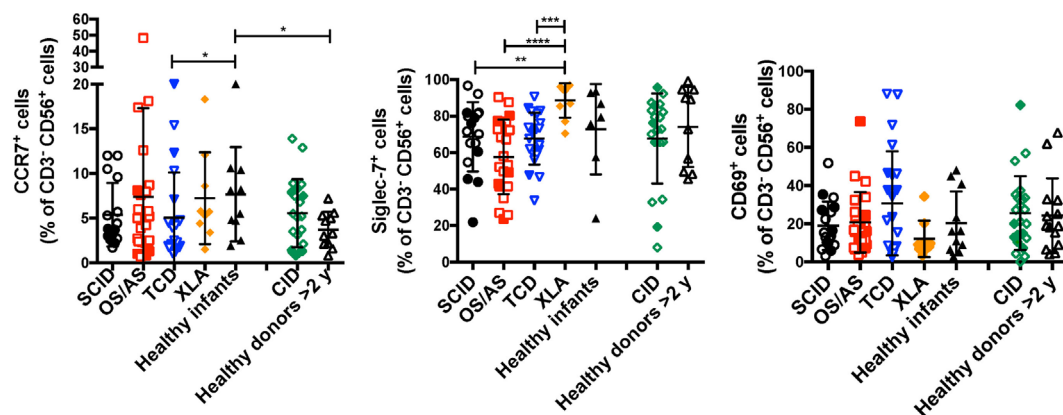 CCR7+ cells
(% of CD3- CD56+ cells)
60
50
40
30
20
15
10
5
0
*
*
SCID
OS/AS
TCD
XLA
Healthy infants
CID
Healthy donors >2 y
Siglec-7+ cells
(% of CD3- CD56+ cells)
100
80
60
40
20
0
***
****
**
SCID
OS/AS
TCD
XLA
Healthy infants
CID
Healthy donors >2 y
CD69+ cells
(% of CD3- CD56+ cells)
100
80
60
40
20
0
SCID
OS/AS
TCD
XLA
Healthy infants
CID
Healthy donors >2 y